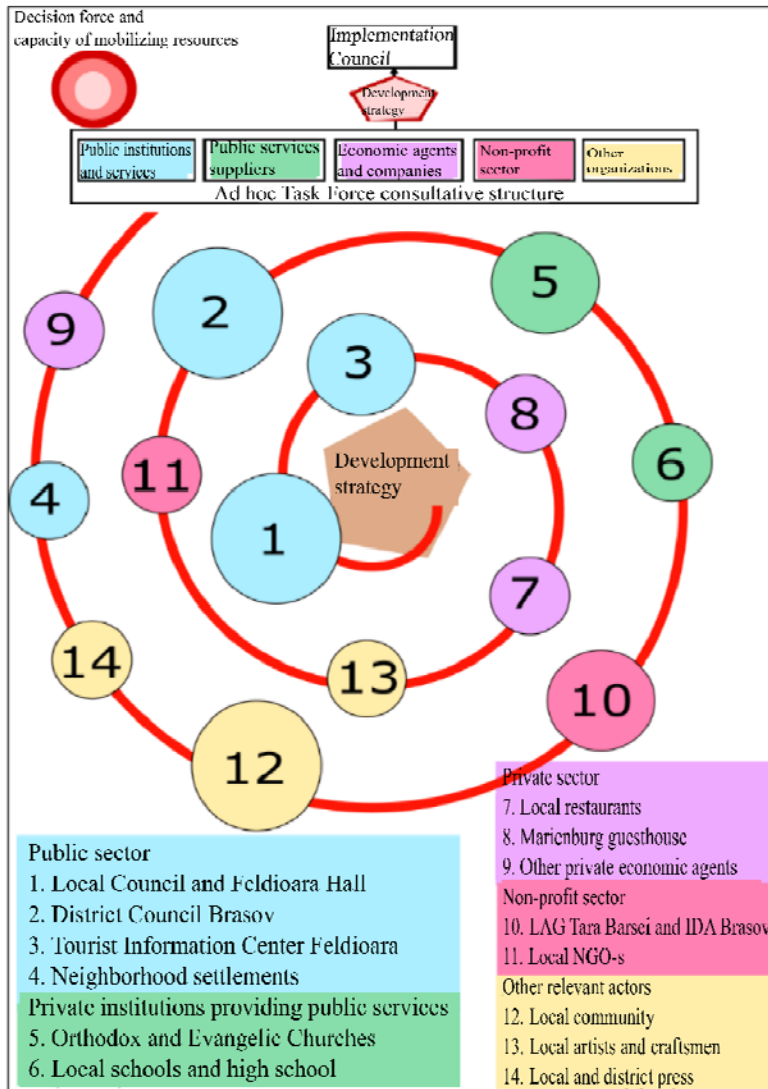 Decision force and
capacity of mobilizing resources
Implementation
Council
Development
strategy
Public institutions
and services
Public services
suppliers
Economic agents
and companies
Non-profit
sector
Other
organizations
Ad hoc Task Force consultative structure
2
5
9
3
8
11
6
4
Development
strategy
1
7
14
13
10
12
Private sector
7. Local restaurants
8. Marienburg guesthouse
9. Other private economic agents
Non-profit sector
10. LAG Tara Barsei and IDA Brasov
11. Local NGO-s
Other relevant actors
12. Local community
13. Local artists and craftsmen
14. Local and district press
Public sector
1. Local Council and Feldioara Hall
2. District Council Brasov
3. Tourist Information Center Feldioara
4. Neighborhood settlements
Private institutions providing public services
5. Orthodox and Evangelic Churches
6. Local schools and high school